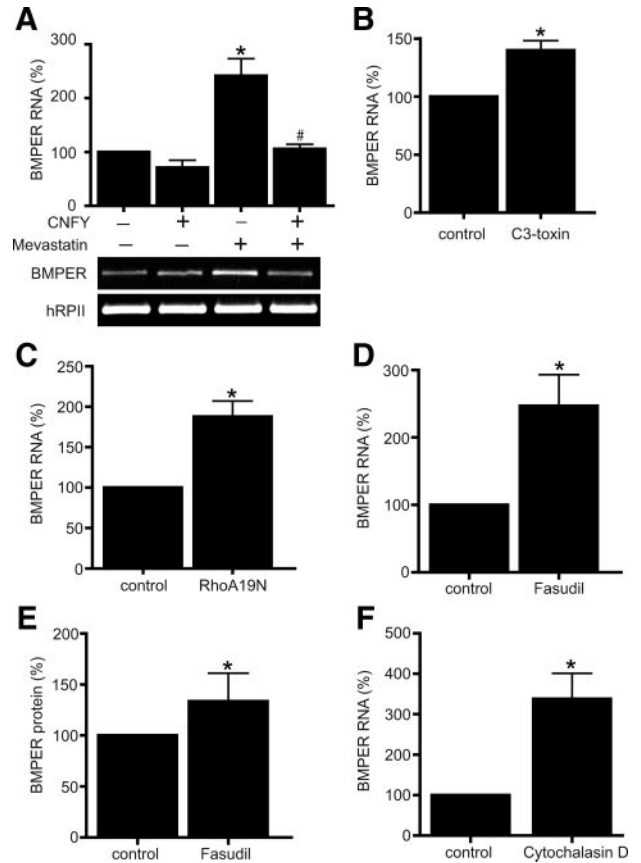 A
BMPER RNA (%)
300
200
100
0
*
#
CNFY – + – +
Mevastatin – – + +
BMPER
hRPII
B
BMPER RNA (%)
150
100
50
0
*
control C3-toxin
C
BMPER RNA (%)
250
200
150
100
50
0
*
control RhoA19N
D
BMPER RNA (%)
300
200
100
0
*
control Fasudil
E
BMPER protein (%)
200
150
100
50
0
*
control Fasudil
F
BMPER RNA (%)
500
400
300
200
100
0
*
control Cytochalasin D